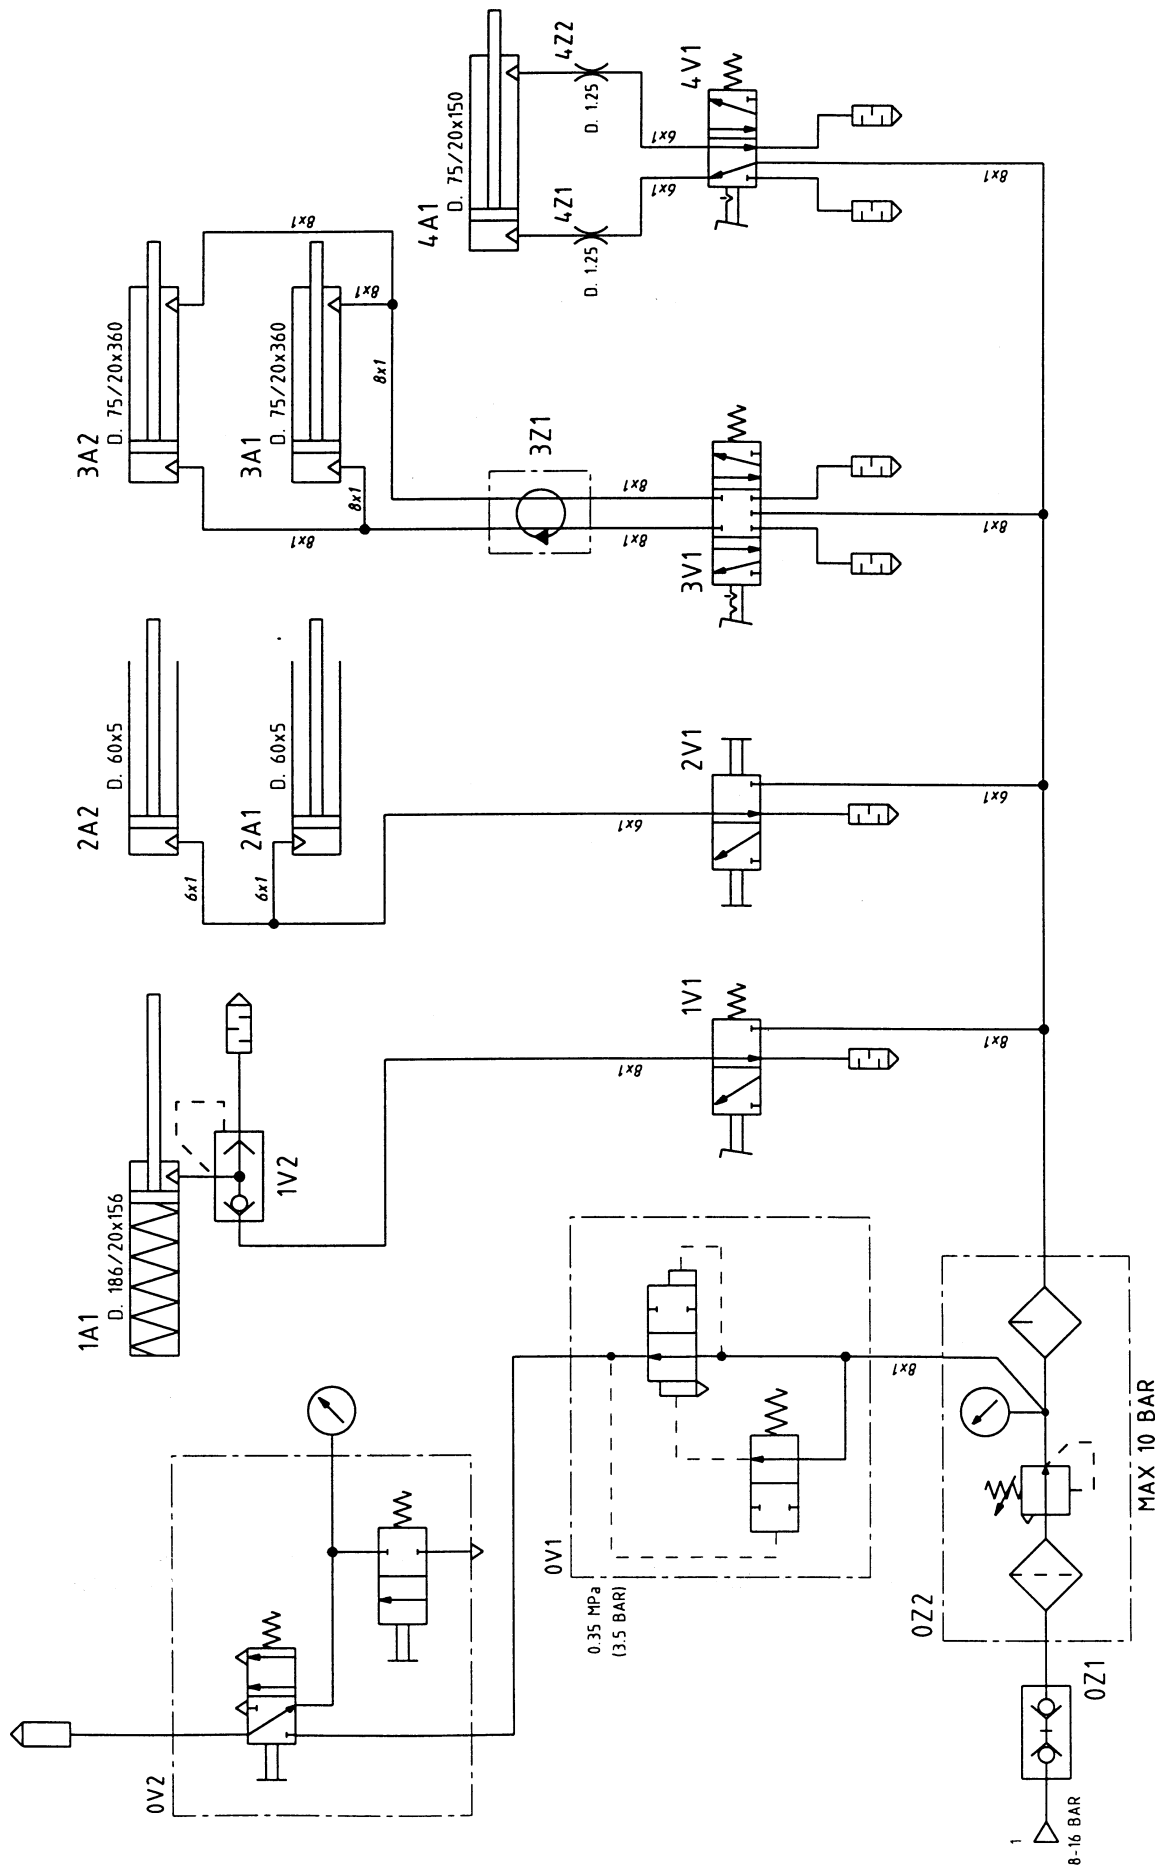 1A1
D. 186/20x156
1V2
8x1
1V1
8x1
2A2
D. 60x5
2A1
D. 60x5
6x1
6x1
6x1
2V1
6x1
3A2
D. 75/20x360
3A1
D. 75/20x360
8x1
8x1
8x1
8x1
8x1
3Z1
8x1
8x1
3V1
8x1
4A1
D. 75/20x150
4Z1
D. 1.25
4Z2
D. 1.25
6x1
6x1
4V1
8x1
0V2
0V1
0.35 MPa
(3.5 BAR)
8x1
0Z2
MAX 10 BAR
0Z1
1
8-16 BAR